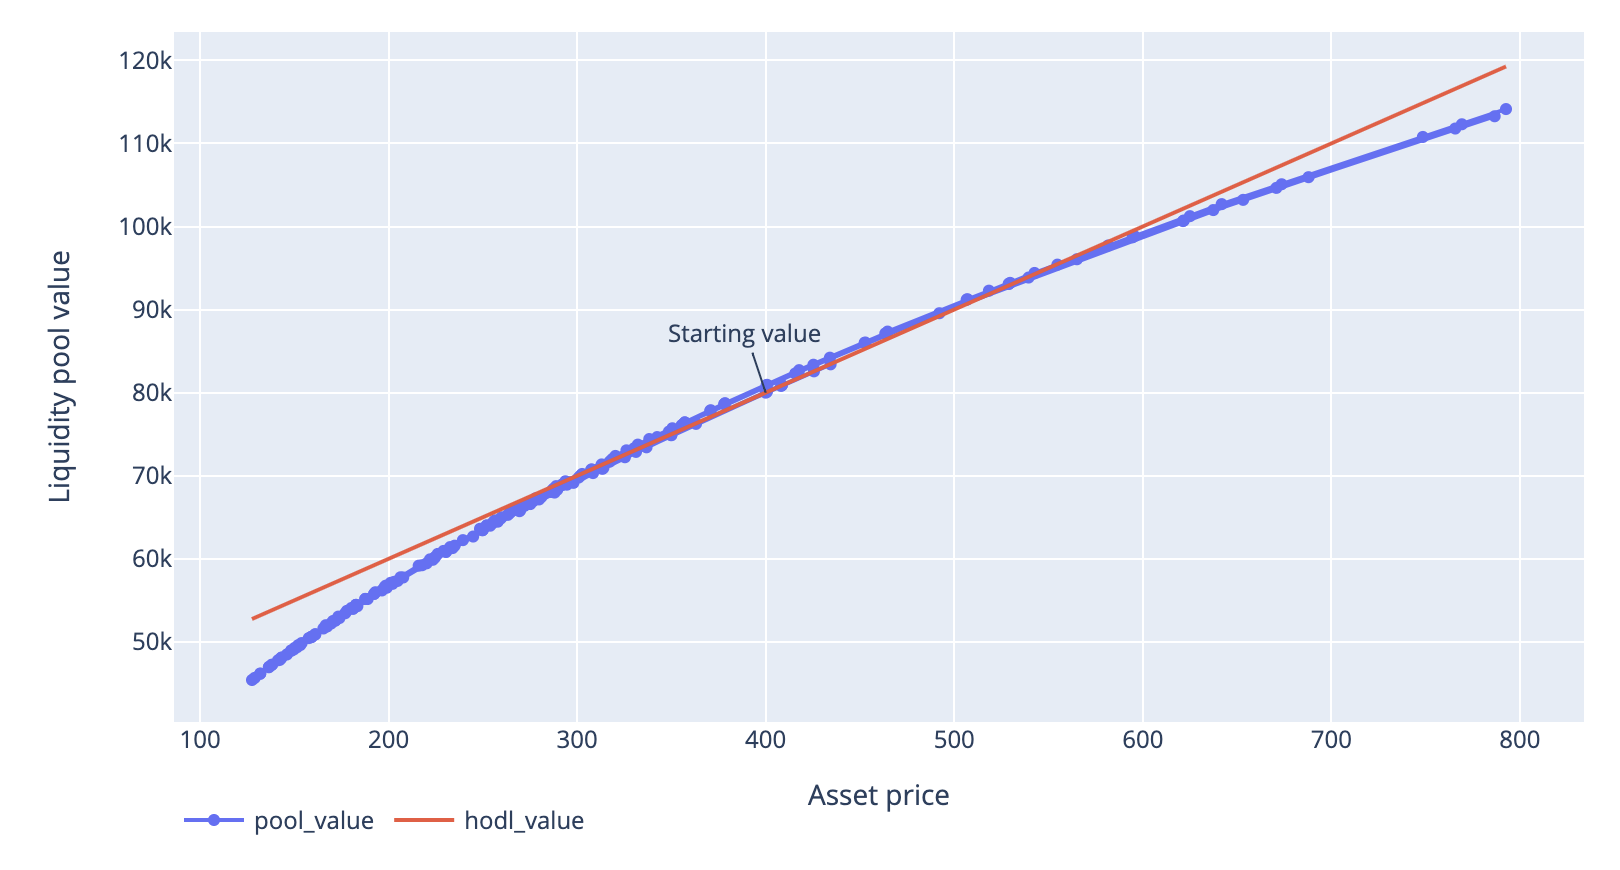 120k
110k
100k
90k
80k
70k
60k
50k
Liquidity pool value
Starting value
100 200 300 400 500 600 700 800
Asset price
pool_value hodl_value